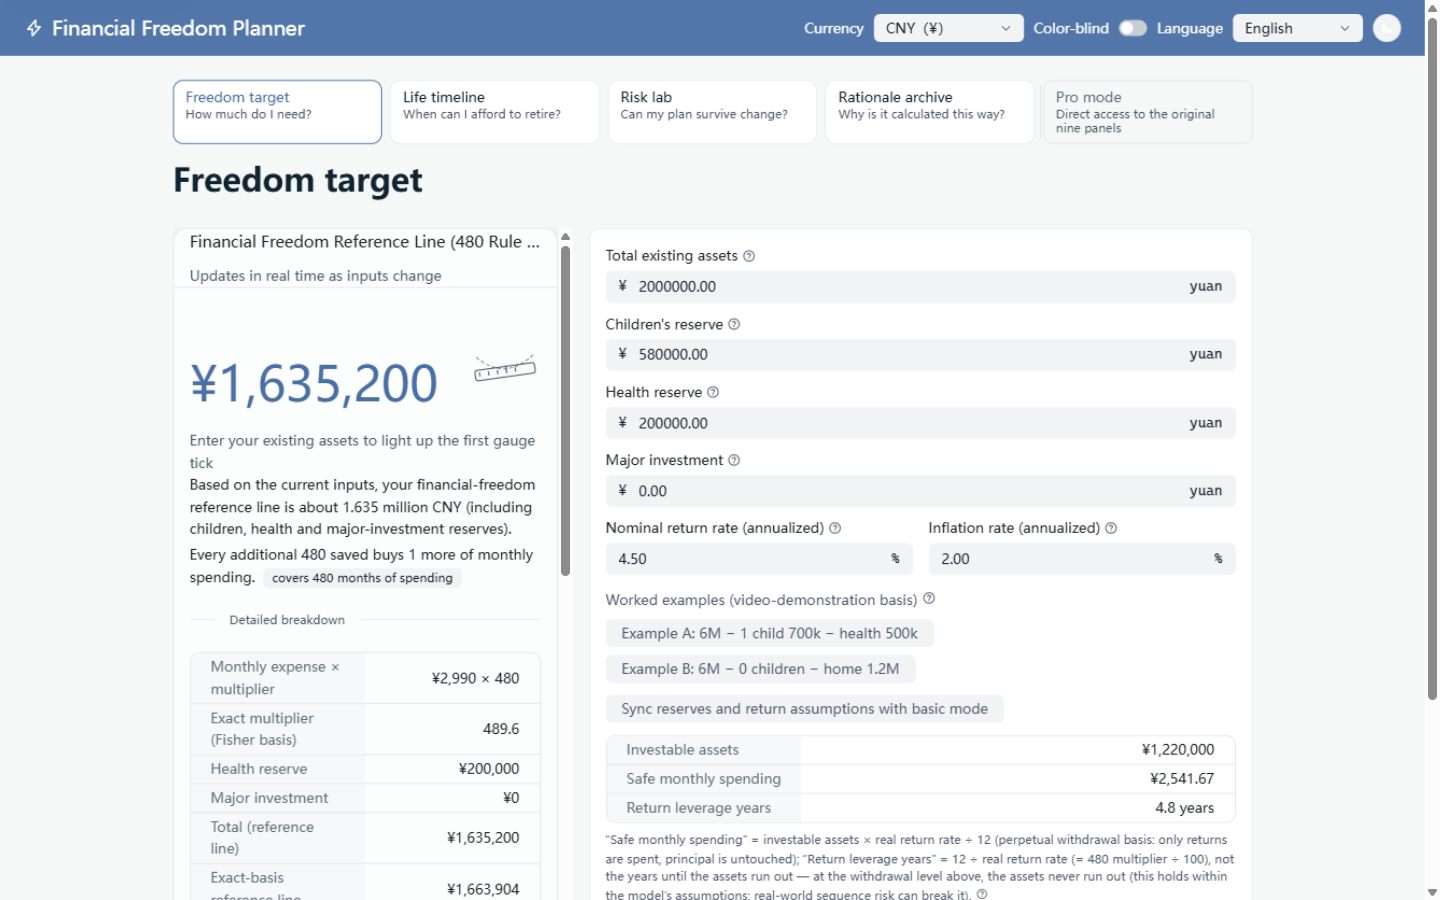 Financial Freedom Planner
Currency
CNY (¥)
Color-blind
Language
English
Freedom target
How much do I need?
Life timeline
When can I afford to retire?
Risk lab
Can my plan survive change?
Rationale archive
Why is it calculated this way?
Pro mode
Direct access to the original
nine panels
Freedom target
Financial Freedom Reference Line (480 Rule ...
Updates in real time as inputs change
¥1,635,200
Enter your existing assets to light up the first gauge
tick
Based on the current inputs, your financial-freedom
reference line is about 1.635 million CNY (including
children, health and major-investment reserves).
Every additional 480 saved buys 1 more of monthly
spending. covers 480 months of spending
Detailed breakdown
Monthly expense ×
multiplier
¥2,990 × 480
Exact multiplier
(Fisher basis)
489.6
Health reserve
¥200,000
Major investment
¥0
Total (reference
line)
¥1,635,200
Exact-basis
reference line
¥1,663,904
Total existing assets
¥ 2000000.00 yuan
Children's reserve
¥ 580000.00 yuan
Health reserve
¥ 200000.00 yuan
Major investment
¥ 0.00 yuan
Nominal return rate (annualized)
4.50 %
Inflation rate (annualized)
2.00 %
Worked examples (video-demonstration basis)
Example A: 6M − 1 child 700k − health 500k
Example B: 6M − 0 children − home 1.2M
Sync reserves and return assumptions with basic mode
Investable assets ¥1,220,000
Safe monthly spending ¥2,541.67
Return leverage years 4.8 years
“Safe monthly spending” = investable assets × real return rate ÷ 12 (perpetual withdrawal basis: only returns
are spent, principal is untouched); “Return leverage years” = 12 ÷ real return rate (= 480 multiplier ÷ 100), not
the years until the assets run out — at the withdrawal level above, the assets never run out (this holds within
the model's assumptions; real-world sequence risk can break it).